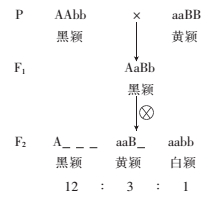 P AAbb × aaBB
黑颖 黄颖
F₁ AaBb
黑颖
⊗
F₂ A_ _ _ aaB_ aabb
黑颖 黄颖 白颖
12 : 3 : 1